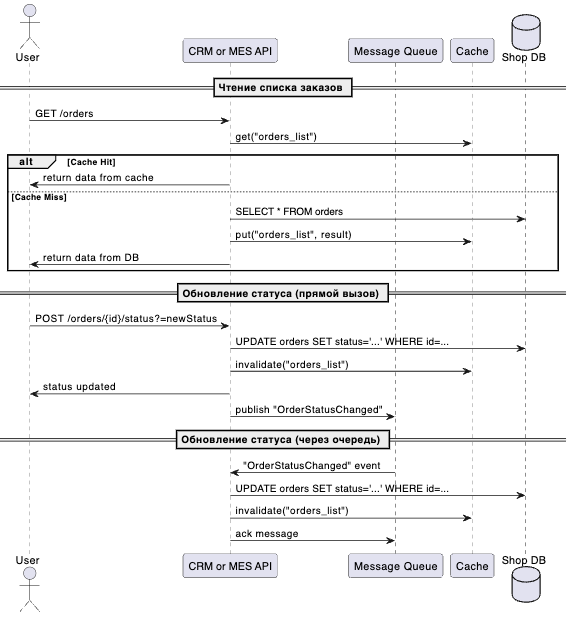 User
CRM or MES API
Message Queue
Cache
Shop DB
Чтение списка заказов
GET /orders
get("orders_list")
alt
[Cache Hit]
return data from cache
[Cache Miss]
SELECT * FROM orders
put("orders_list", result)
return data from DB
Обновление статуса (прямой вызов)
POST /orders/{id}/status?=newStatus
UPDATE orders SET status='...' WHERE id=...
invalidate("orders_list")
status updated
publish "OrderStatusChanged"
Обновление статуса (через очередь)
"OrderStatusChanged" event
UPDATE orders SET status='...' WHERE id=...
invalidate("orders_list")
ack message
User
CRM or MES API
Message Queue
Cache
Shop DB